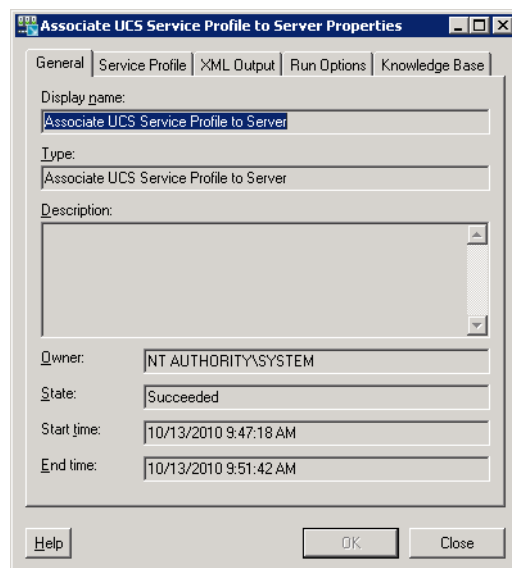 Associate UCS Service Profile to Server Properties
General Service Profile XML Output Run Options Knowledge Base
Display name:
Associate UCS Service Profile to Server
Type:
Associate UCS Service Profile to Server
Description:
Owner: NT AUTHORITY\SYSTEM
State: Succeeded
Start time: 10/13/2010 9:47:18 AM
End time: 10/13/2010 9:51:42 AM
Help OK Close